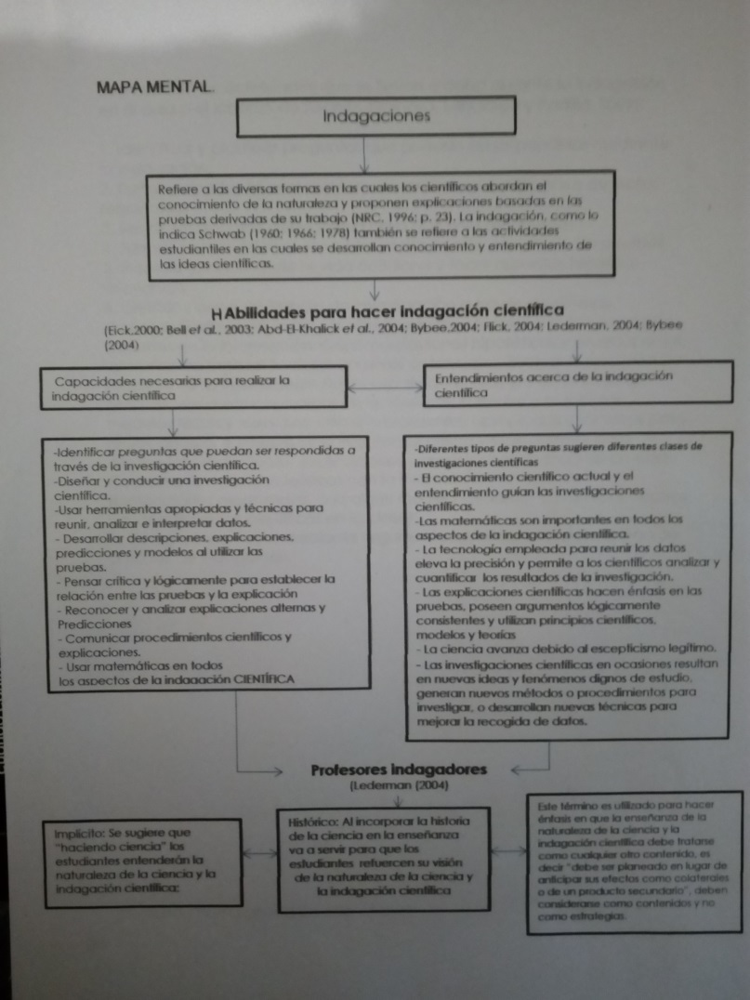 MAPA MENTAL.
Indagaciones
Refiere a las diversas formas en las cuales los científicos abordan el
conocimiento de la naturaleza y proponen explicaciones basadas en las
pruebas derivadas de su trabajo (NRC, 1996; p. 23). La indagación, como lo
indica Schwab (1960; 1966; 1978) también se refiere a las actividades
estudiantiles en las cuales se desarrollan conocimiento y entendimiento de
las ideas científicas.
HAbilidades para hacer indagación científica
(Eick,2000; Bell et al., 2003; Abd-El-Khalick et al., 2004; Bybee,2004; Flick, 2004; Lederman, 2004; Bybee
(2004)
Capacidades necesarias para realizar la
indagación científica
Entendimientos acerca de la indagación
científica
-Identificar preguntas que puedan ser respondidas a
través de la investigación científica.
-Diseñar y conducir una investigación
científica.
-Usar herramientas apropiadas y técnicas para
reunir, analizar e interpretar datos.
- Desarrollar descripciones, explicaciones,
predicciones y modelos al utilizar las
pruebas.
- Pensar crítica y lógicamente para establecer la
relación entre las pruebas y la explicación
- Reconocer y analizar explicaciones alternas y
Predicciones
- Comunicar procedimientos científicos y
explicaciones.
- Usar matemáticas en todos
los aspectos de la indagación CIENTÍFICA
-Diferentes tipos de preguntas sugieren diferentes clases de
investigaciones científicas
- El conocimiento científico actual y el
entendimiento guían las investigaciones
científicas.
-Las matemáticas son importantes en todos los
aspectos de la indagación científica.
- La tecnología empleada para reunir los datos
eleva la precisión y permite a los científicos analizar y
cuantificar los resultados de la investigación.
- Las explicaciones científicas hacen énfasis en las
pruebas, poseen argumentos lógicamente
consistentes y utilizan principios científicos,
modelos y teorías
- La ciencia avanza debido al escepticismo legítimo.
- Las investigaciones científicas en ocasiones resultan
en nuevas ideas y fenómenos dignos de estudio,
generan nuevos métodos o procedimientos para
investigar, o desarrollan nuevas técnicas para
mejorar la recogida de datos.
Profesores indagadores
(Lederman (2004)
Implícito: Se sugiere que
"haciendo ciencia" los
estudiantes entenderán la
naturaleza de la ciencia y la
indagación científica;
Histórico: Al incorporar la historia
de la ciencia en la enseñanza
va a servir para que los
estudiantes refuercen su visión
de la naturaleza de la ciencia y
la indagación científica
Este término es utilizado para hacer
énfasis en que la enseñanza de la
naturaleza de la ciencia y la
indagación científica debe tratarse
como cualquier otro contenido, es
decir "debe ser planeado en lugar de
anticipar sus efectos como colaterales
o de un producto secundario", deben
considerarse como contenidos y no
como estrategias.